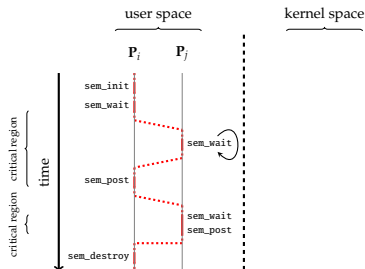 user space
kernel space
P_i
P_j
sem_init
sem_wait
critical region
sem_wait
time
sem_post
critical region
sem_wait
sem_post
sem_destroy